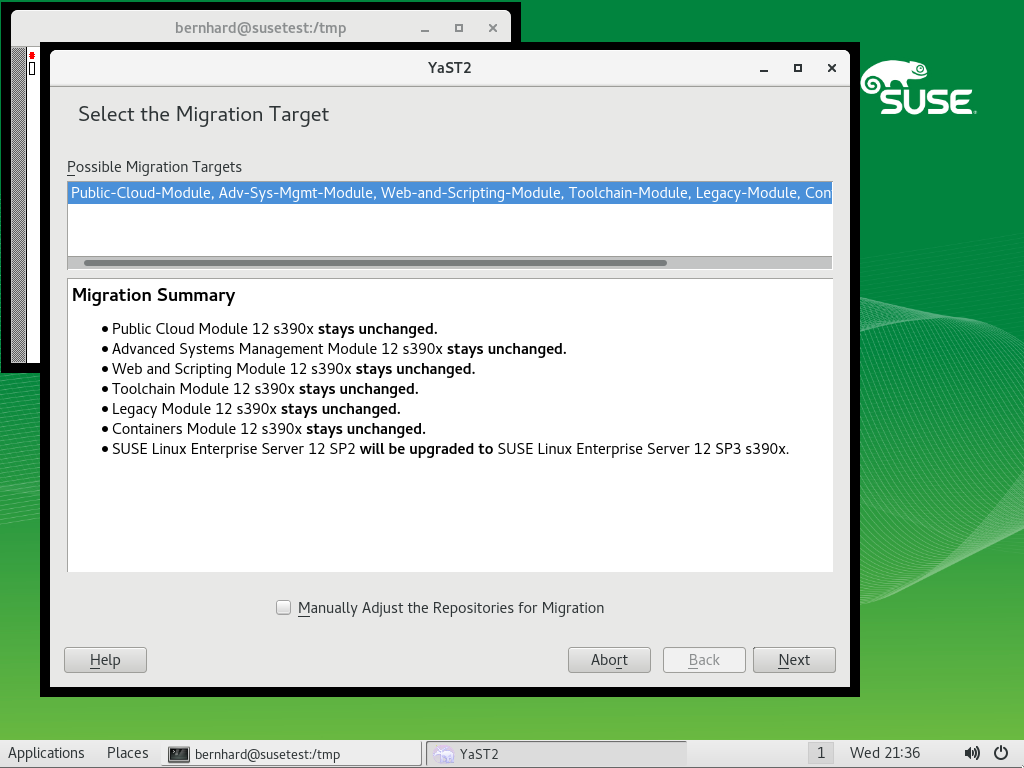 bernhard@susetest:/tmp
YaST2
Select the Migration Target
Possible Migration Targets
Public-Cloud-Module, Adv-Sys-Mgmt-Module, Web-and-Scripting-Module, Toolchain-Module, Legacy-Module, Con
Migration Summary
• Public Cloud Module 12 s390x stays unchanged.
• Advanced Systems Management Module 12 s390x stays unchanged.
• Web and Scripting Module 12 s390x stays unchanged.
• Toolchain Module 12 s390x stays unchanged.
• Legacy Module 12 s390x stays unchanged.
• Containers Module 12 s390x stays unchanged.
• SUSE Linux Enterprise Server 12 SP2 will be upgraded to SUSE Linux Enterprise Server 12 SP3 s390x.
Manually Adjust the Repositories for Migration
Help Abort Back Next
SUSE
Applications Places bernhard@susetest:/tmp YaST2 1 Wed 21:36